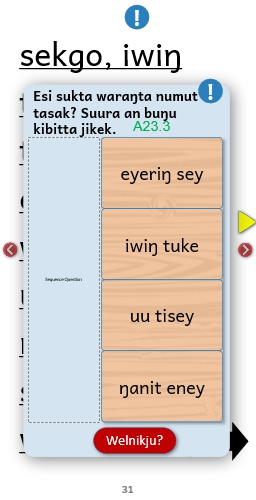 sekgo, iwiŋ
Esi sukta waraŋta numut
tasak? Suura an buŋu
kibitta jikek.
A23.3
eyeriŋ sey
iwiŋ tuke
Sequence Question
uu tisey
ŋanit eney
Welnikju?
31